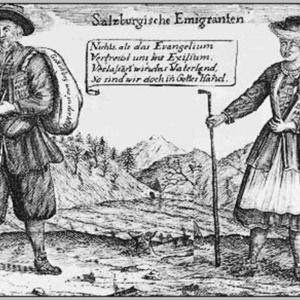 Salzburgische Emigranten
Nichts als das Evangelium
Vertreibt uns ins Exilium,
Verlaßen wir das Vaterland,
So sind wir doch in Gottes Hand.